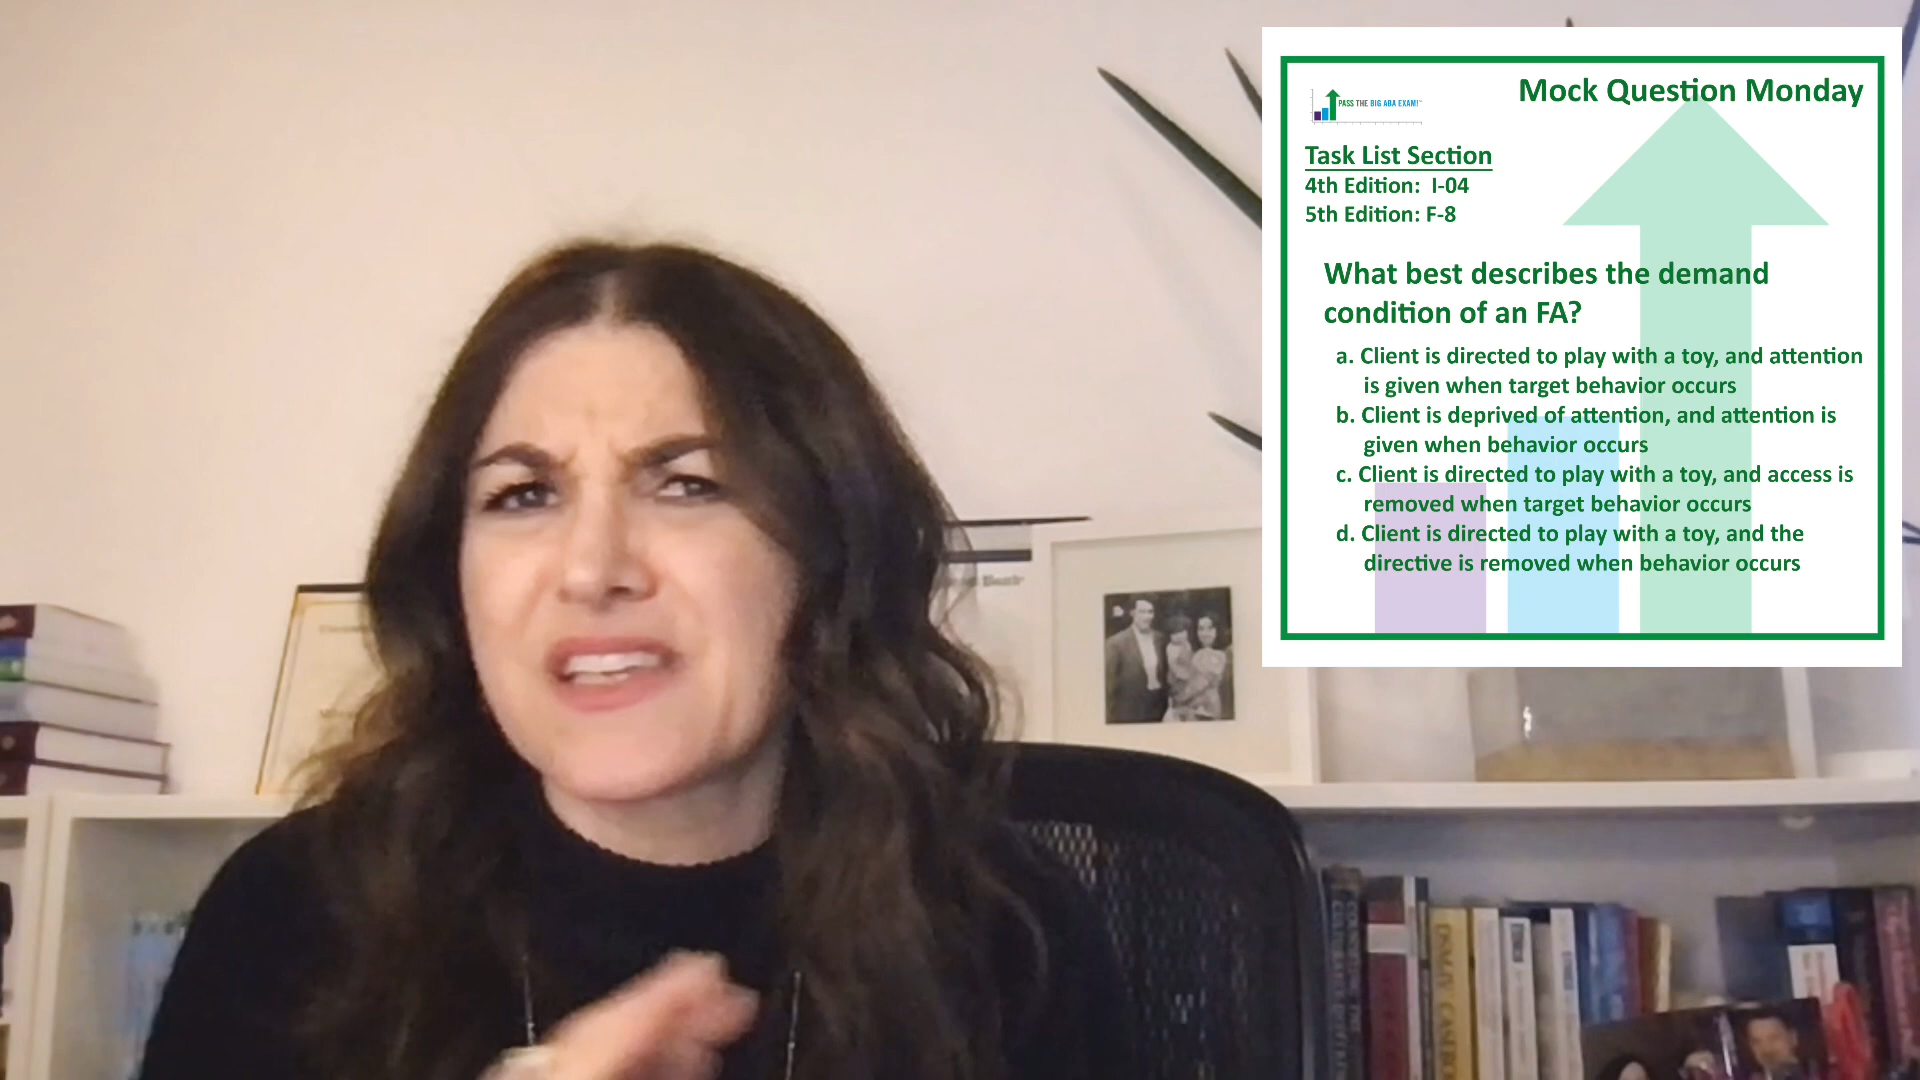 Mock Question Monday
PASS THE BIG ABA EXAM!
Task List Section
4th Edition: I-04
5th Edition: F-8
What best describes the demand
condition of an FA?
a. Client is directed to play with a toy, and attention
is given when target behavior occurs
b. Client is deprived of attention, and attention is
given when behavior occurs
c. Client is directed to play with a toy, and access is
removed when target behavior occurs
d. Client is directed to play with a toy, and the
directive is removed when behavior occurs